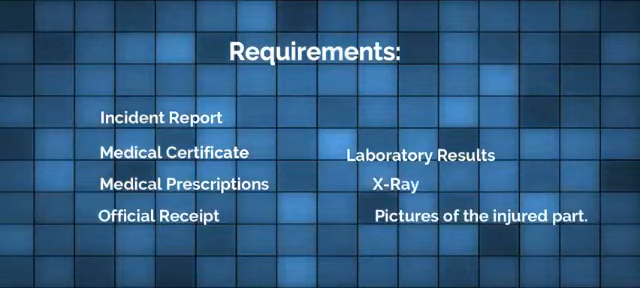 Requirements:
Incident Report
Medical Certificate
Medical Prescriptions
Official Receipt
Laboratory Results
X-Ray
Pictures of the injured part.